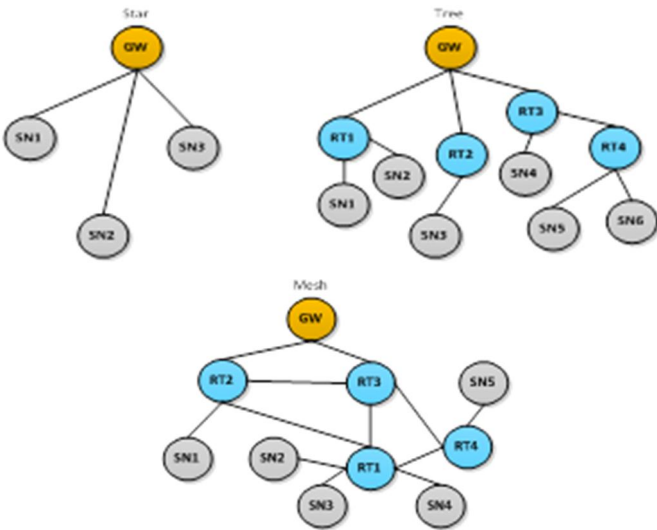 Star
GW
SN1
SN3
SN2
Tree
GW
RT3
RT1
RT2
RT4
SN2
SN4
SN1
SN3
SN5
SN6
Mesh
GW
RT2
RT3
SN5
RT4
SN1
SN2
RT1
SN3
SN4